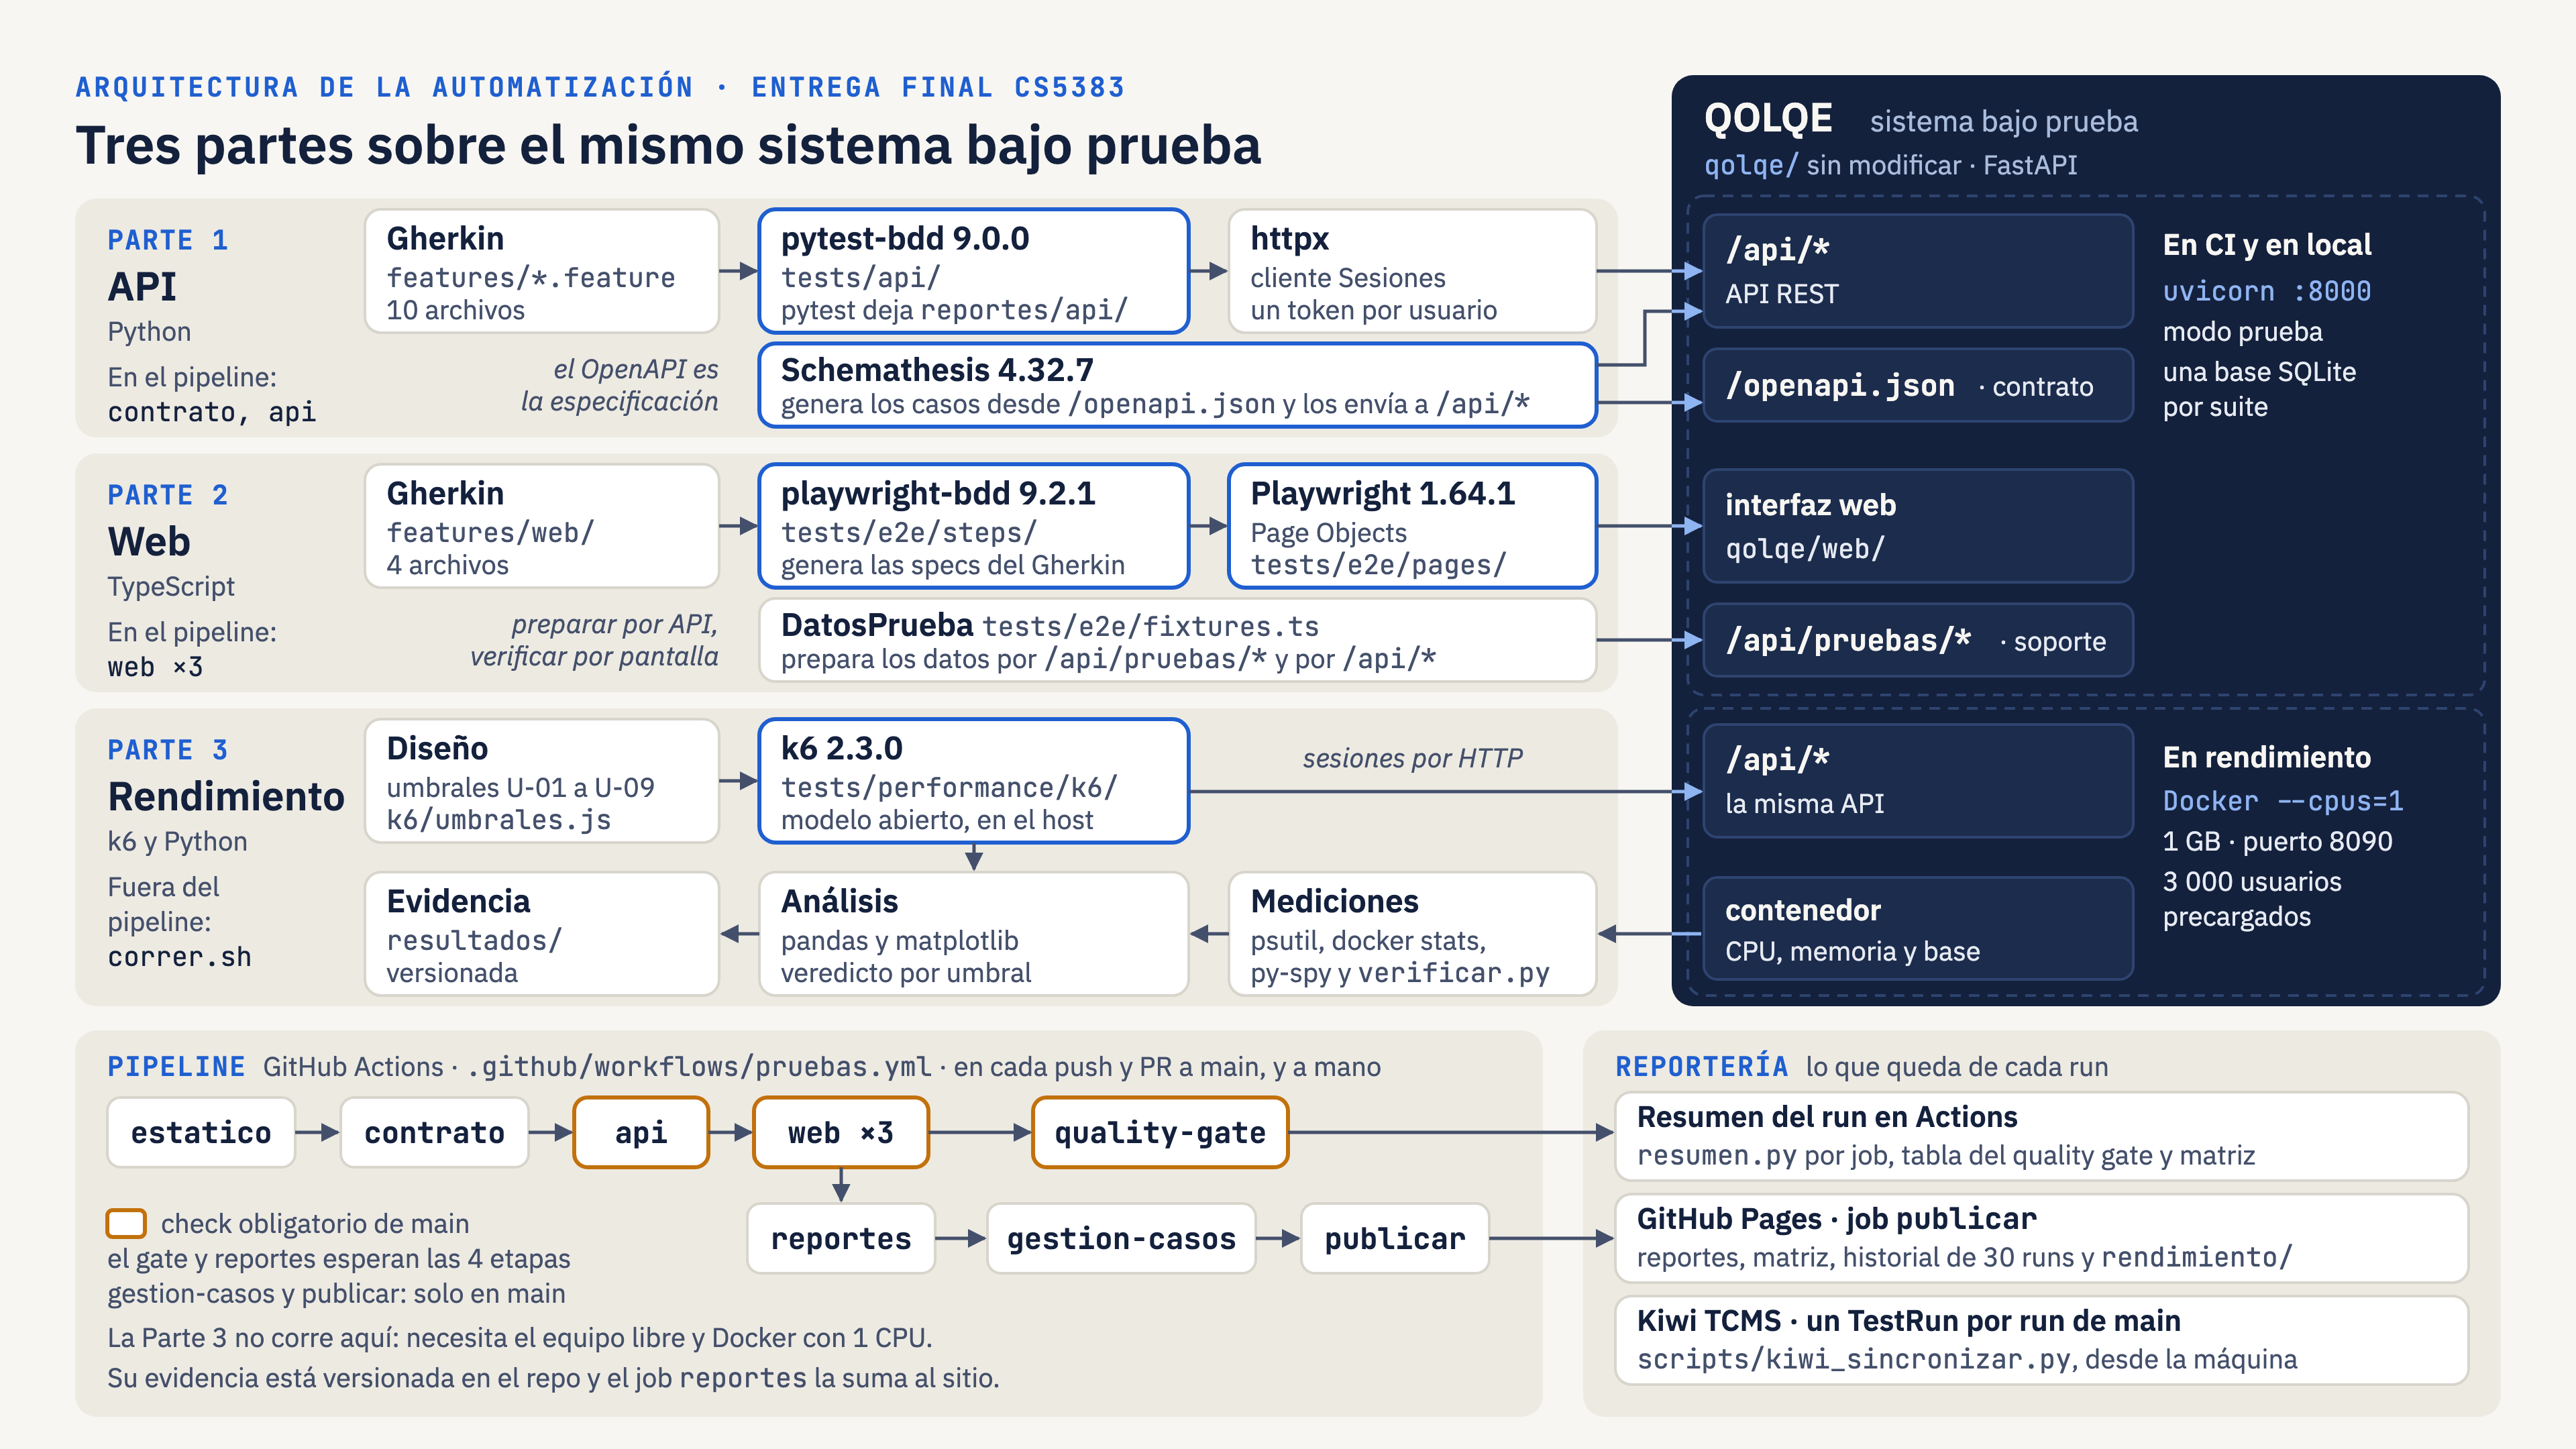 ARQUITECTURA DE LA AUTOMATIZACIÓN · ENTREGA FINAL CS5383
Tres partes sobre el mismo sistema bajo prueba
PARTE 1
API
Python
En el pipeline:
contrato, api
Gherkin
features/*.feature
10 archivos
pytest-bdd 9.0.0
tests/api/
pytest deja reportes/api/
httpx
cliente Sesiones
un token por usuario
el OpenAPI es
la especificación
Schemathesis 4.32.7
genera los casos desde /openapi.json y los envía a /api/*
PARTE 2
Web
TypeScript
En el pipeline:
web ×3
Gherkin
features/web/
4 archivos
playwright-bdd 9.2.1
tests/e2e/steps/
genera las specs del Gherkin
Playwright 1.64.1
Page Objects
tests/e2e/pages/
preparar por API,
verificar por pantalla
DatosPrueba tests/e2e/fixtures.ts
prepara los datos por /api/pruebas/* y por /api/*
PARTE 3
Rendimiento
k6 y Python
Fuera del
pipeline:
correr.sh
Diseño
umbrales U-01 a U-09
k6/umbrales.js
k6 2.3.0
tests/performance/k6/
modelo abierto, en el host
sesiones por HTTP
Evidencia
resultados/
versionada
Análisis
pandas y matplotlib
veredicto por umbral
Mediciones
psutil, docker stats,
py-spy y verificar.py
QOLQE sistema bajo prueba
qolqe/ sin modificar · FastAPI
/api/*
API REST
/openapi.json · contrato
interfaz web
qolqe/web/
/api/pruebas/* · soporte
En CI y en local
uvicorn :8000
modo prueba
una base SQLite
por suite
/api/*
la misma API
contenedor
CPU, memoria y base
En rendimiento
Docker --cpus=1
1 GB · puerto 8090
3 000 usuarios
precargados
PIPELINE GitHub Actions · .github/workflows/pruebas.yml · en cada push y PR a main, y a mano
estatico
contrato
api
web ×3
quality-gate
reportes
gestion-casos
publicar
check obligatorio de main
el gate y reportes esperan las 4 etapas
gestion-casos y publicar: solo en main
La Parte 3 no corre aquí: necesita el equipo libre y Docker con 1 CPU.
Su evidencia está versionada en el repo y el job reportes la suma al sitio.
REPORTERÍA lo que queda de cada run
Resumen del run en Actions
resumen.py por job, tabla del quality gate y matriz
GitHub Pages · job publicar
reportes, matriz, historial de 30 runs y rendimiento/
Kiwi TCMS · un TestRun por run de main
scripts/kiwi_sincronizar.py, desde la máquina